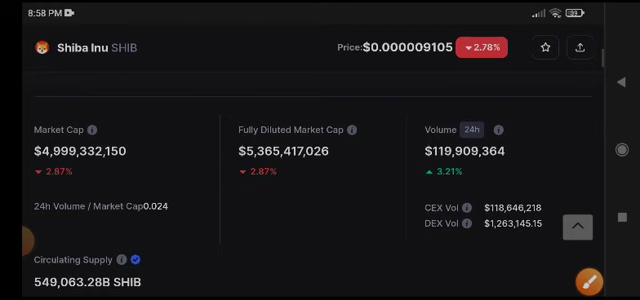 8:58 PM
Shiba Inu SHIB
Price:$0.000009105 2.78%
Market Cap
$4,999,332,150
2.87%
24h Volume / Market Cap0.024
Fully Diluted Market Cap
$5,365,417,026
2.87%
Volume 24h
$119,909,364
3.21%
CEX Vol $118,646,218
DEX Vol $1,263,145.15
Circulating Supply
549,063.28B SHIB